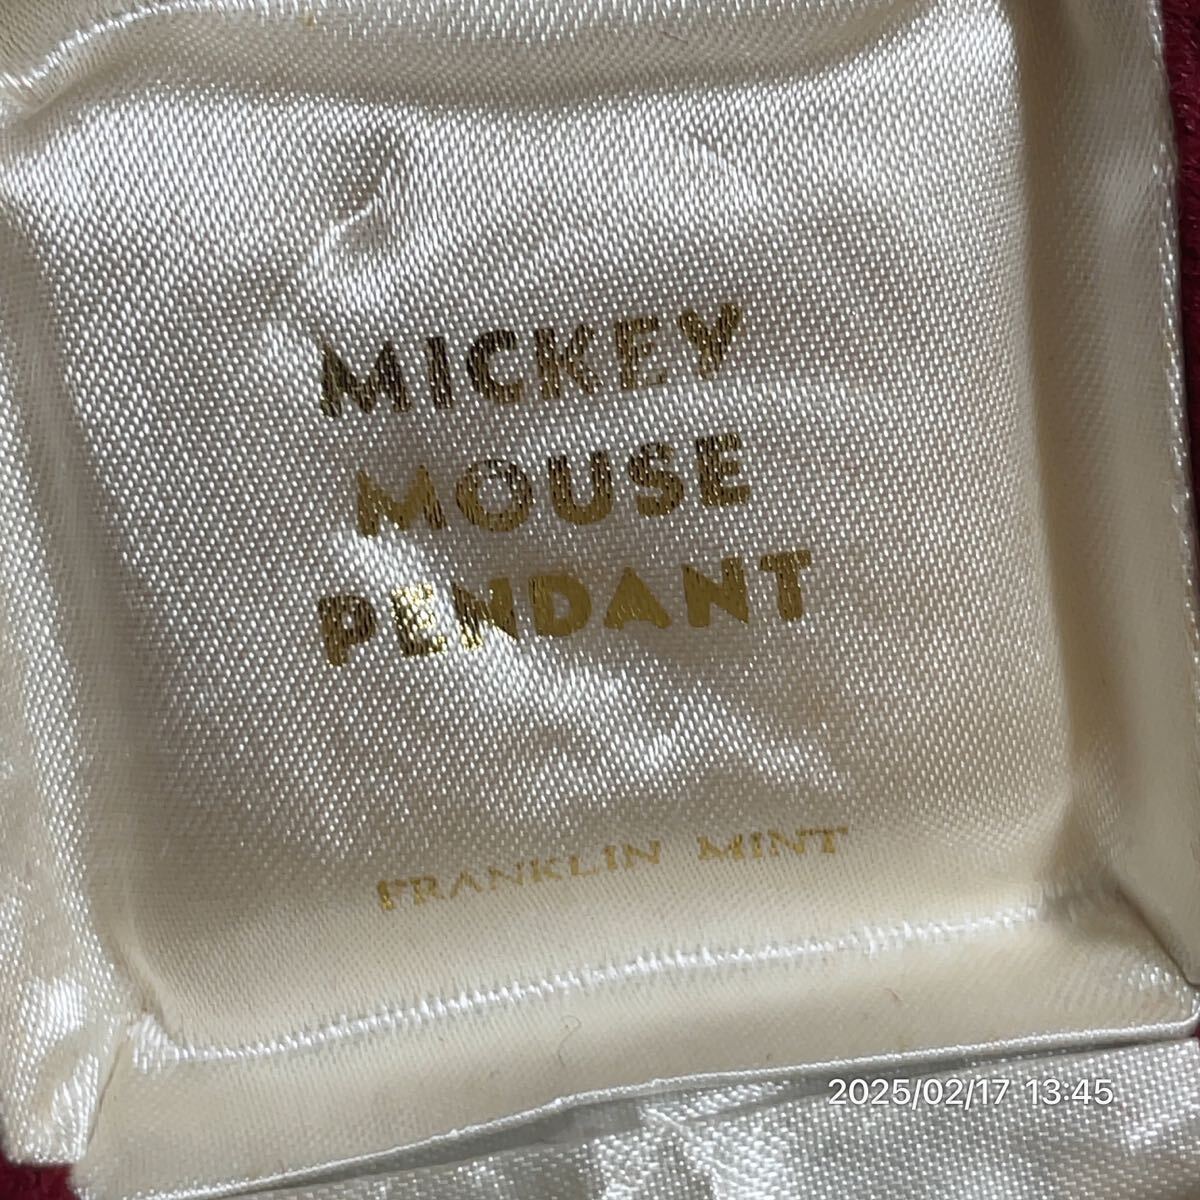 MICKEY
MOUSE
PENDANT
FRANKLIN MINT
2025/02/17 13:45